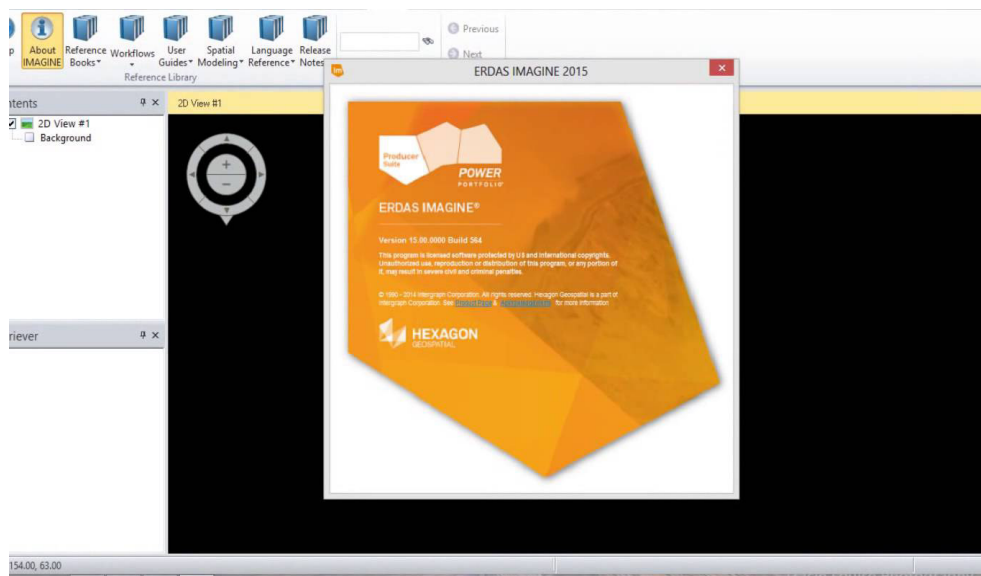 p
About IMAGINE
Reference Books
Workflows
User Guides
Spatial Modeling
Language Reference
Release Notes
Previous
Next
Reference Library
ERDAS IMAGINE 2015
ntents
2D View #1
2D View #1
Background
Producer
Suite
POWER
PORTFOLIO
ERDAS IMAGINE®
Version 15.00.0000 Build 564
This program is licensed software protected by US and international copyrights.
Unauthorized use, reproduction or distribution of this program, or any portion of
it, may result in severe civil and criminal penalties.
© 1990 - 2014 Intergraph Corporation. All rights reserved. Hexagon Geospatial is a part of
Intergraph Corporation. See Product Page & for more information
HEXAGON
GEOSPATIAL
riever
154.00, 63.00